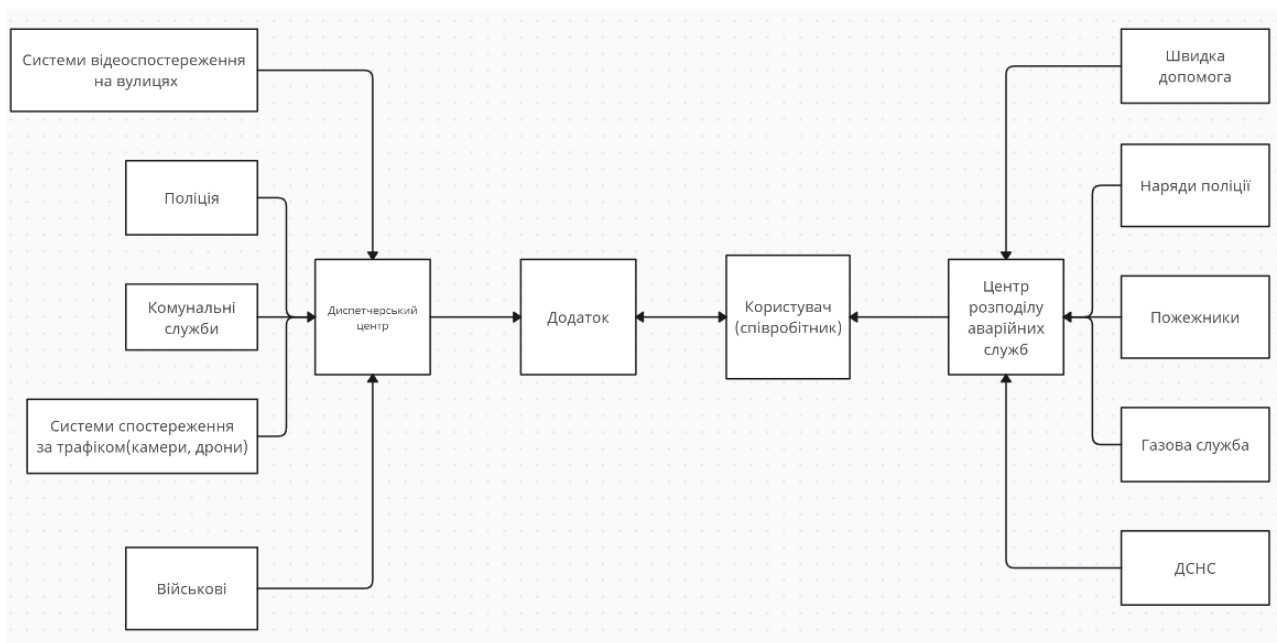 Системи відеоспостереження
на вулицях
Поліція
Комунальні
служби
Системи спостереження
за трафіком(камери, дрони)
Військові
Диспетчерський
центр
Додаток
Користувач
(співробітник)
Центр
розподілу
аварійних
служб
Швидка
допомога
Наряди поліції
Пожежники
Газова служба
ДСНС